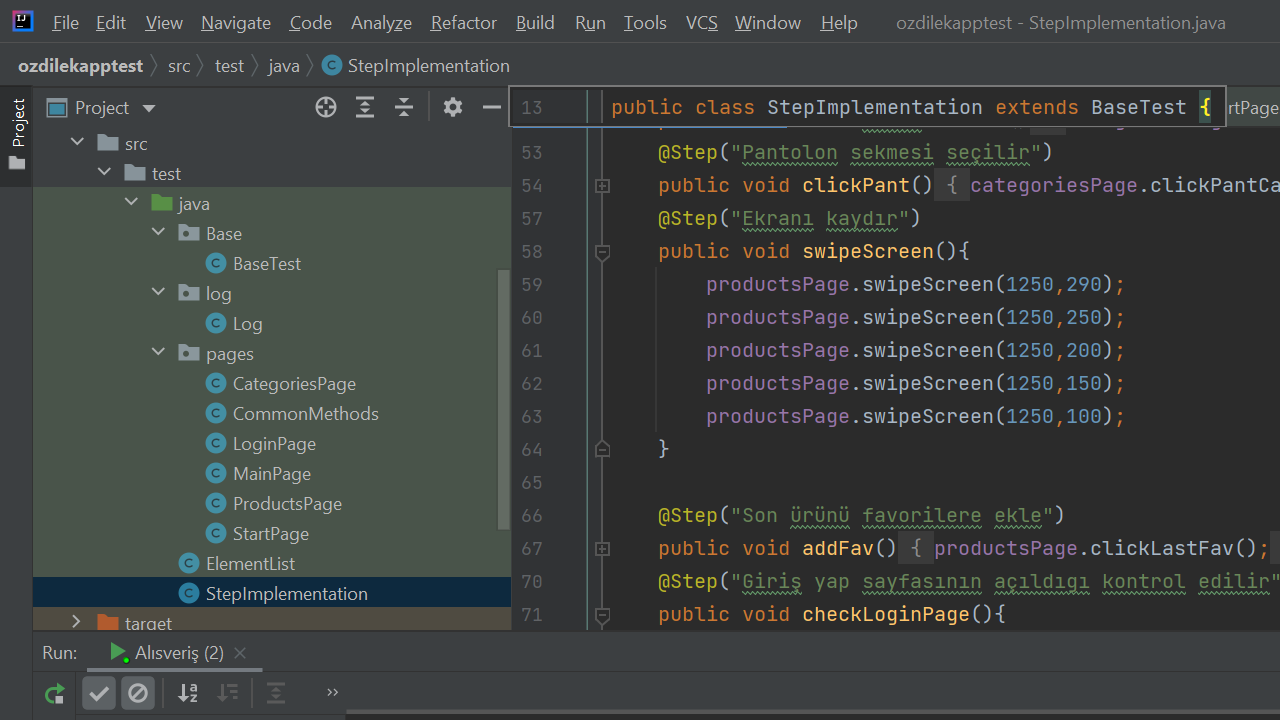 File Edit View Navigate Code Analyze Refactor Build Run Tools VCS Window Help ozdilekapptest - StepImplementation.java
ozdilekapptest src test java StepImplementation
Project
Project
src
test
java
Base
BaseTest
log
Log
pages
CategoriesPage
CommonMethods
LoginPage
MainPage
ProductsPage
StartPage
ElementList
StepImplementation
target
13 public class StepImplementation extends BaseTest { rtPage
53 @Step("Pantolon sekmesi seçilir")
54 public void clickPant() { categoriesPage.clickPantCa
57 @Step("Ekranı kaydır")
58 public void swipeScreen(){
59 productsPage.swipeScreen(1250,290);
60 productsPage.swipeScreen(1250,250);
61 productsPage.swipeScreen(1250,200);
62 productsPage.swipeScreen(1250,150);
63 productsPage.swipeScreen(1250,100);
64 }
65
66 @Step("Son ürünü favorilere ekle")
67 public void addFav() { productsPage.clickLastFav();
70 @Step("Giriş yap sayfasının açıldıgı kontrol edilir"
71 public void checkLoginPage(){
Run: Alısveriş (2)